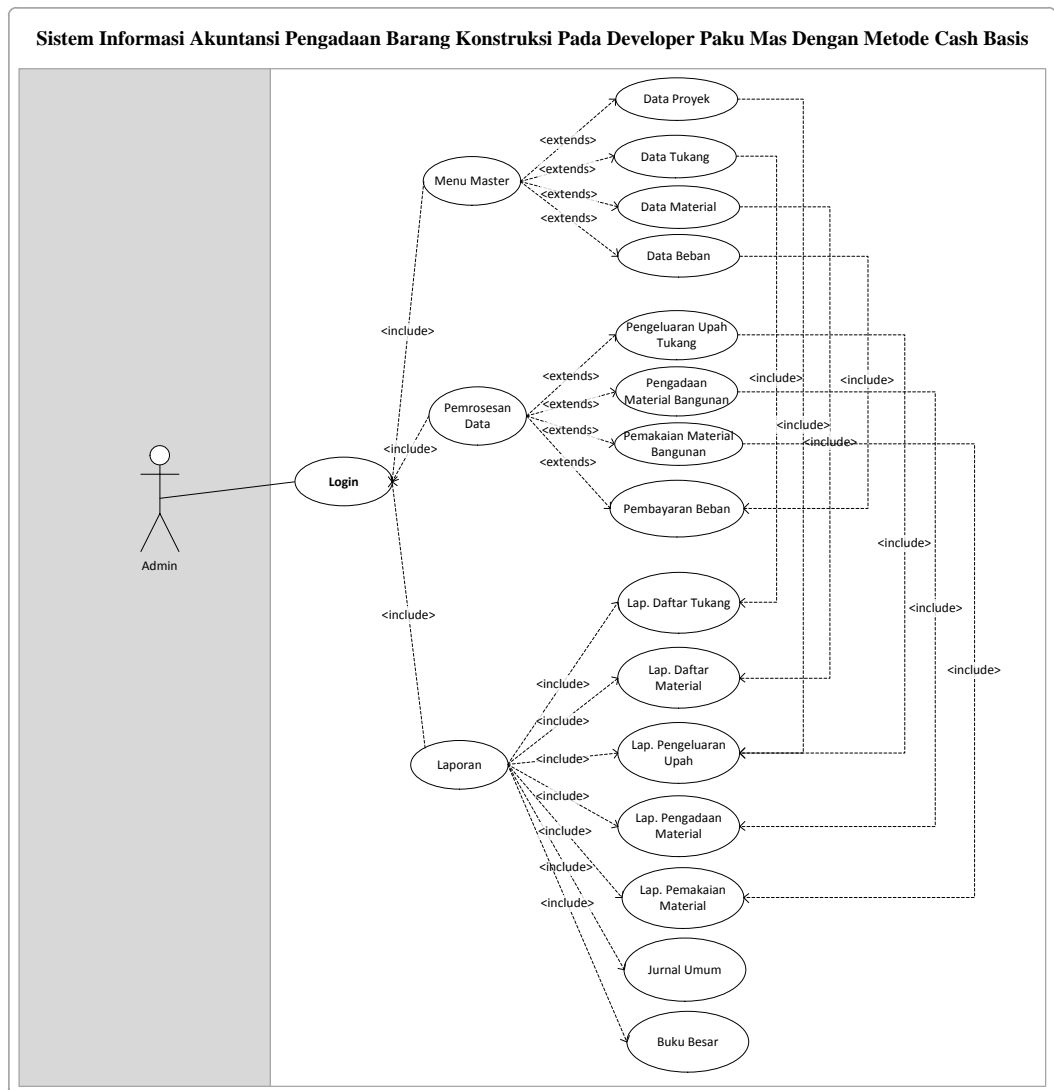 Sistem Informasi Akuntansi Pengadaan Barang Konstruksi Pada Developer Paku Mas Dengan Metode Cash Basis
Data Proyek
<extends>
Data Tukang
<extends>
Menu Master
<extends>
Data Material
<extends>
Data Beban
<include>
Pengeluaran Upah
Tukang
<extends>
<include>
<include>
Pengadaan
Material Bangunan
<extends>
Pemrosesan
Data
<include>
<extends>
Pemakaian Material
Bangunan
<include>
<include>
<extends>
Login
Pembayaran Beban
<include>
Admin
Lap. Daftar Tukang
<include>
<include>
<include>
Lap. Daftar
Material
<include>
<include>
Lap. Pengeluaran
Upah
<include>
Laporan
<include>
Lap. Pengadaan
Material
<include>
<include>
Lap. Pemakaian
Material
<include>
Jurnal Umum
Buku Besar